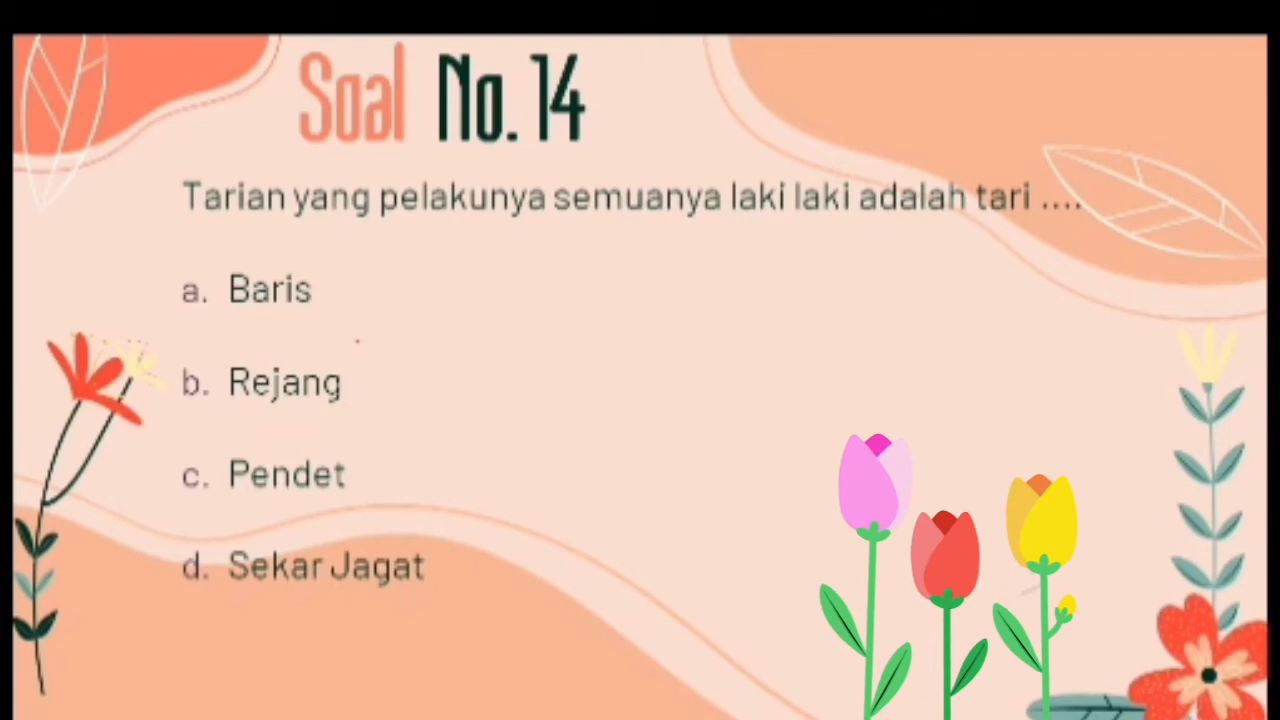 Soal No. 14
Tarian yang pelakunya semuanya laki laki adalah tari ....
a. Baris
b. Rejang
c. Pendet
d. Sekar Jagat